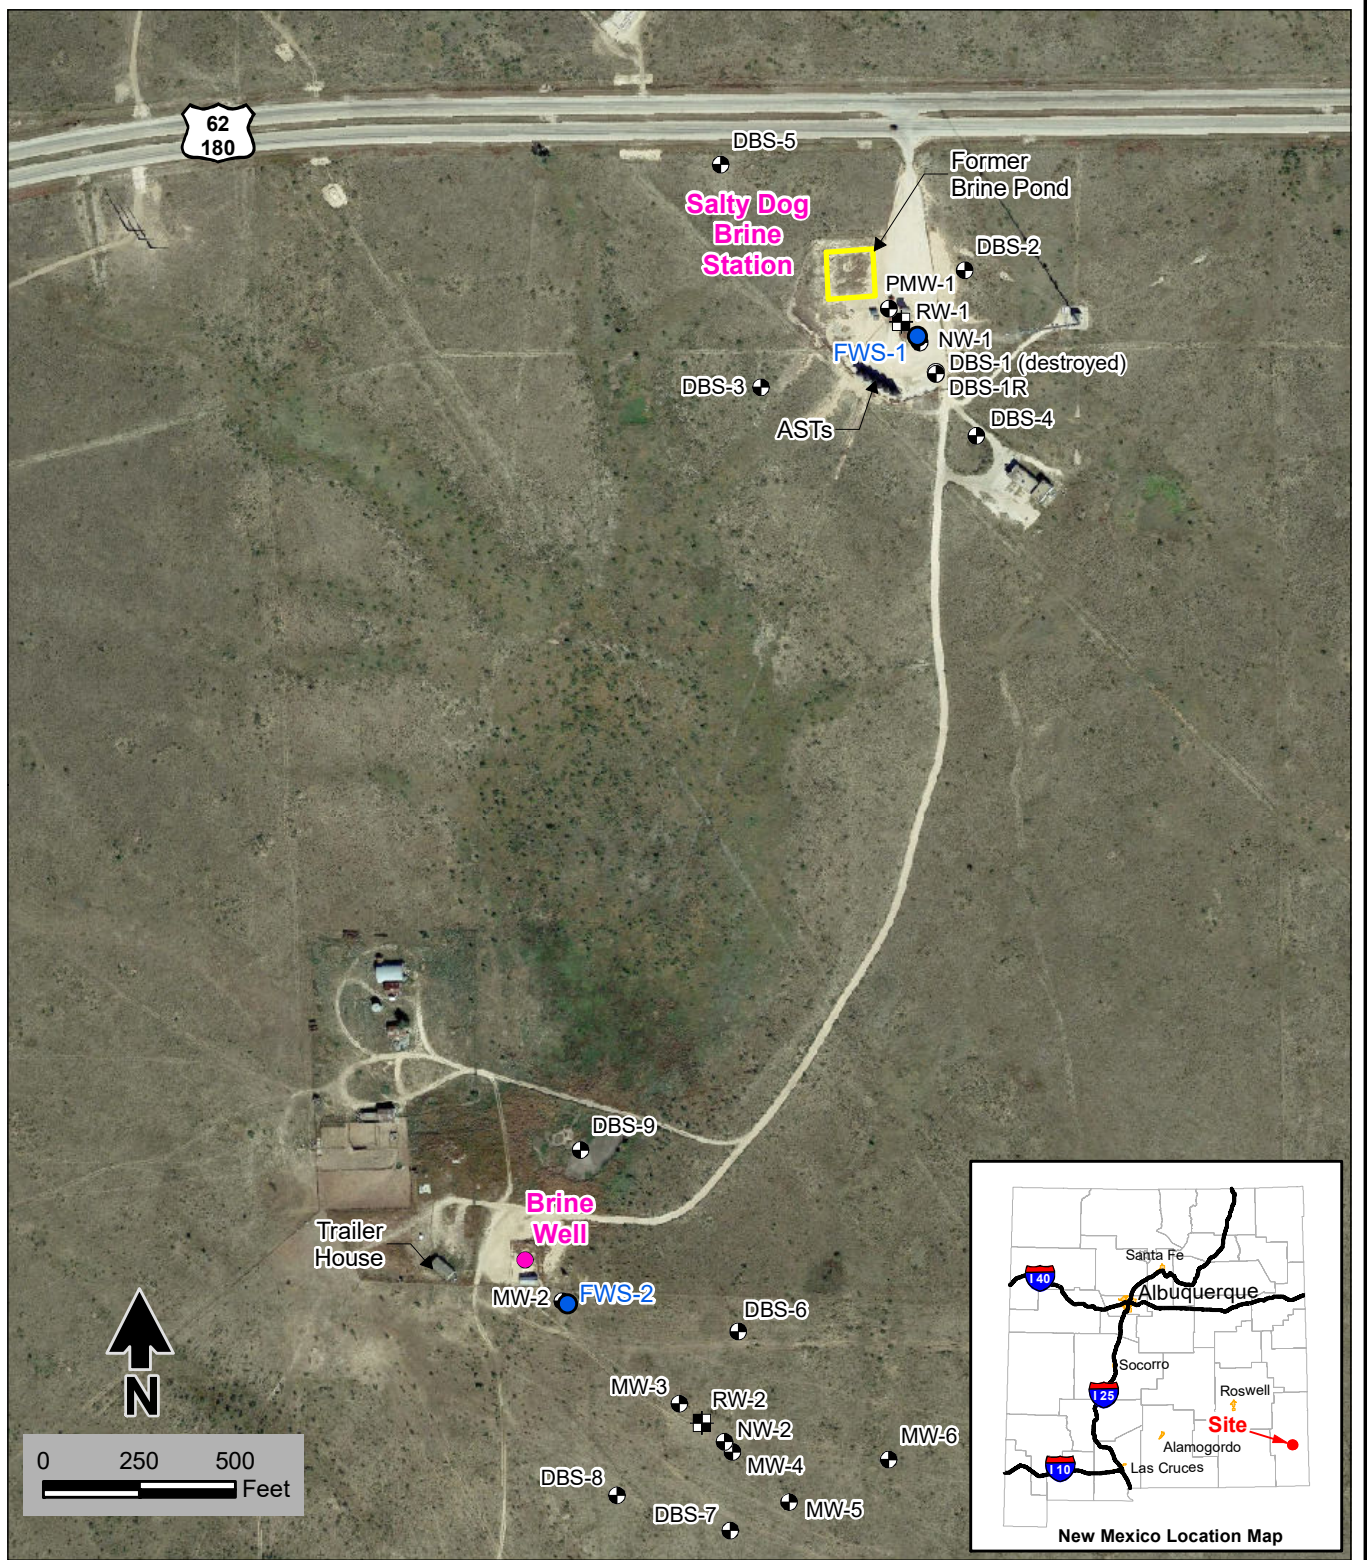 62
180
DBS-5
Former
Brine Pond
Salty Dog
Brine
Station
DBS-2
PMW-1
RW-1
NW-1
FWS-1
DBS-1 (destroyed)
DBS-1R
DBS-3
DBS-4
ASTs
DBS-9
Brine
Well
Trailer
House
MW-2
FWS-2
DBS-6
MW-3
RW-2
NW-2
MW-4
MW-6
DBS-8
MW-5
DBS-7
N
0 250 500
Feet
Santa Fe
I 40
Albuquerque
Socorro
I 25
Roswell
Site
Alamogordo
I 10
Las Cruces
New Mexico Location Map